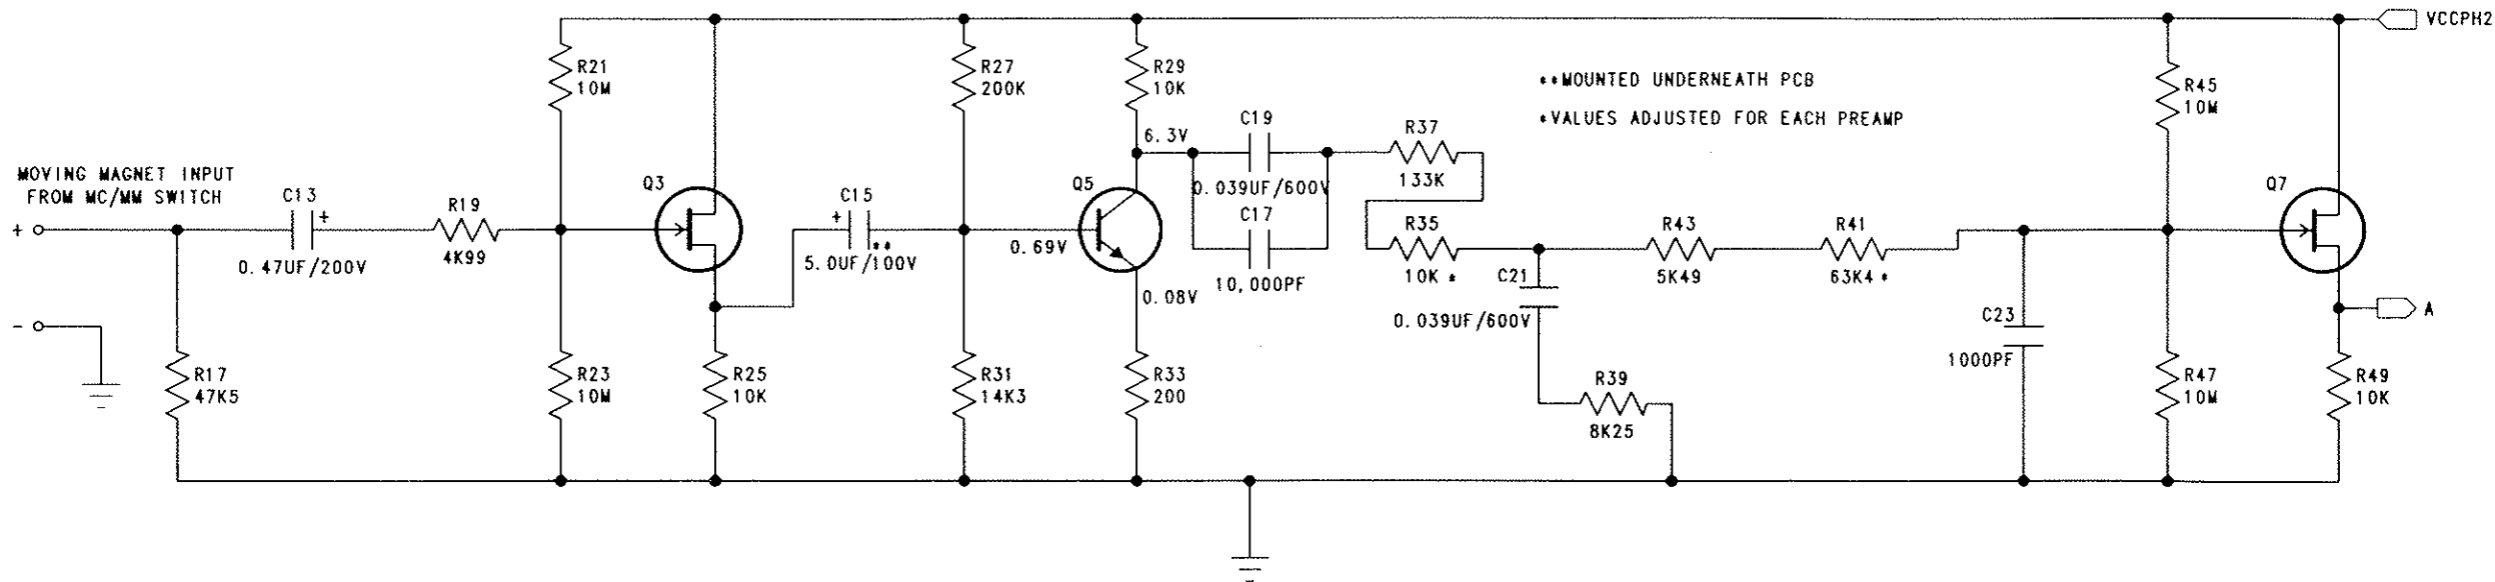 VCCPH2
R21
10M
R27
200K
R29
10K
**MOUNTED UNDERNEATH PCB
*VALUES ADJUSTED FOR EACH PREAMP
R45
10M
6.3V
C19
0.039UF/600V
R37
133K
MOVING MAGNET INPUT
FROM MC/MM SWITCH
+
C13
+
0.47UF/200V
R19
4K99
Q3
C15
+
**
5.0UF/100V
Q5
0.69V
0.08V
C17
10,000PF
R35
10K *
C21
0.039UF/600V
R43
5K49
R41
63K4 *
Q7
A
-
R17
47K5
R23
10M
R25
10K
R31
14K3
R33
200
R39
8K25
C23
1000PF
R47
10M
R49
10K